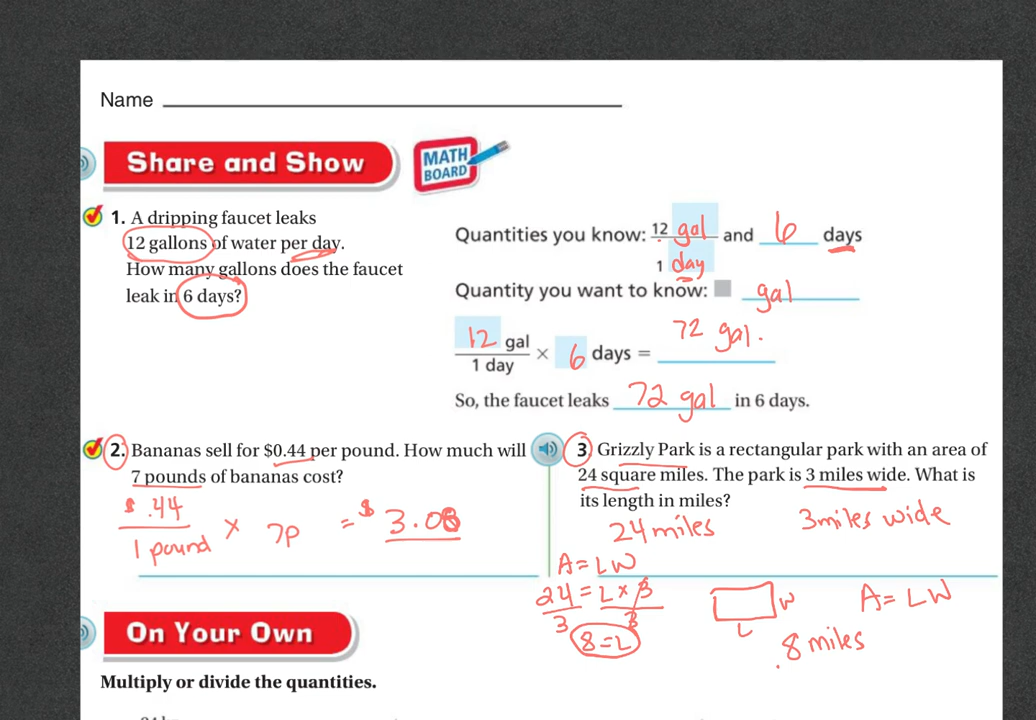 Name
Share and Show
MATH BOARD
1. A dripping faucet leaks
12 gallons of water per day.
How many gallons does the faucet
leak in 6 days?
Quantities you know: 12 gal and 6 days
1 day
Quantity you want to know: gal
12 gal × 6 days = 72 gal.
1 day
So, the faucet leaks 72 gal in 6 days.
2. Bananas sell for $0.44 per pound. How much will
7 pounds of bananas cost?
$ .44 × 7p = $ 3.08
1 pound
3. Grizzly Park is a rectangular park with an area of
24 square miles. The park is 3 miles wide. What is
its length in miles?
24 miles 3 miles wide
A = LW
24 = L × 3
3 3
8 = L
W
L
A = LW
8 miles
On Your Own
Multiply or divide the quantities.